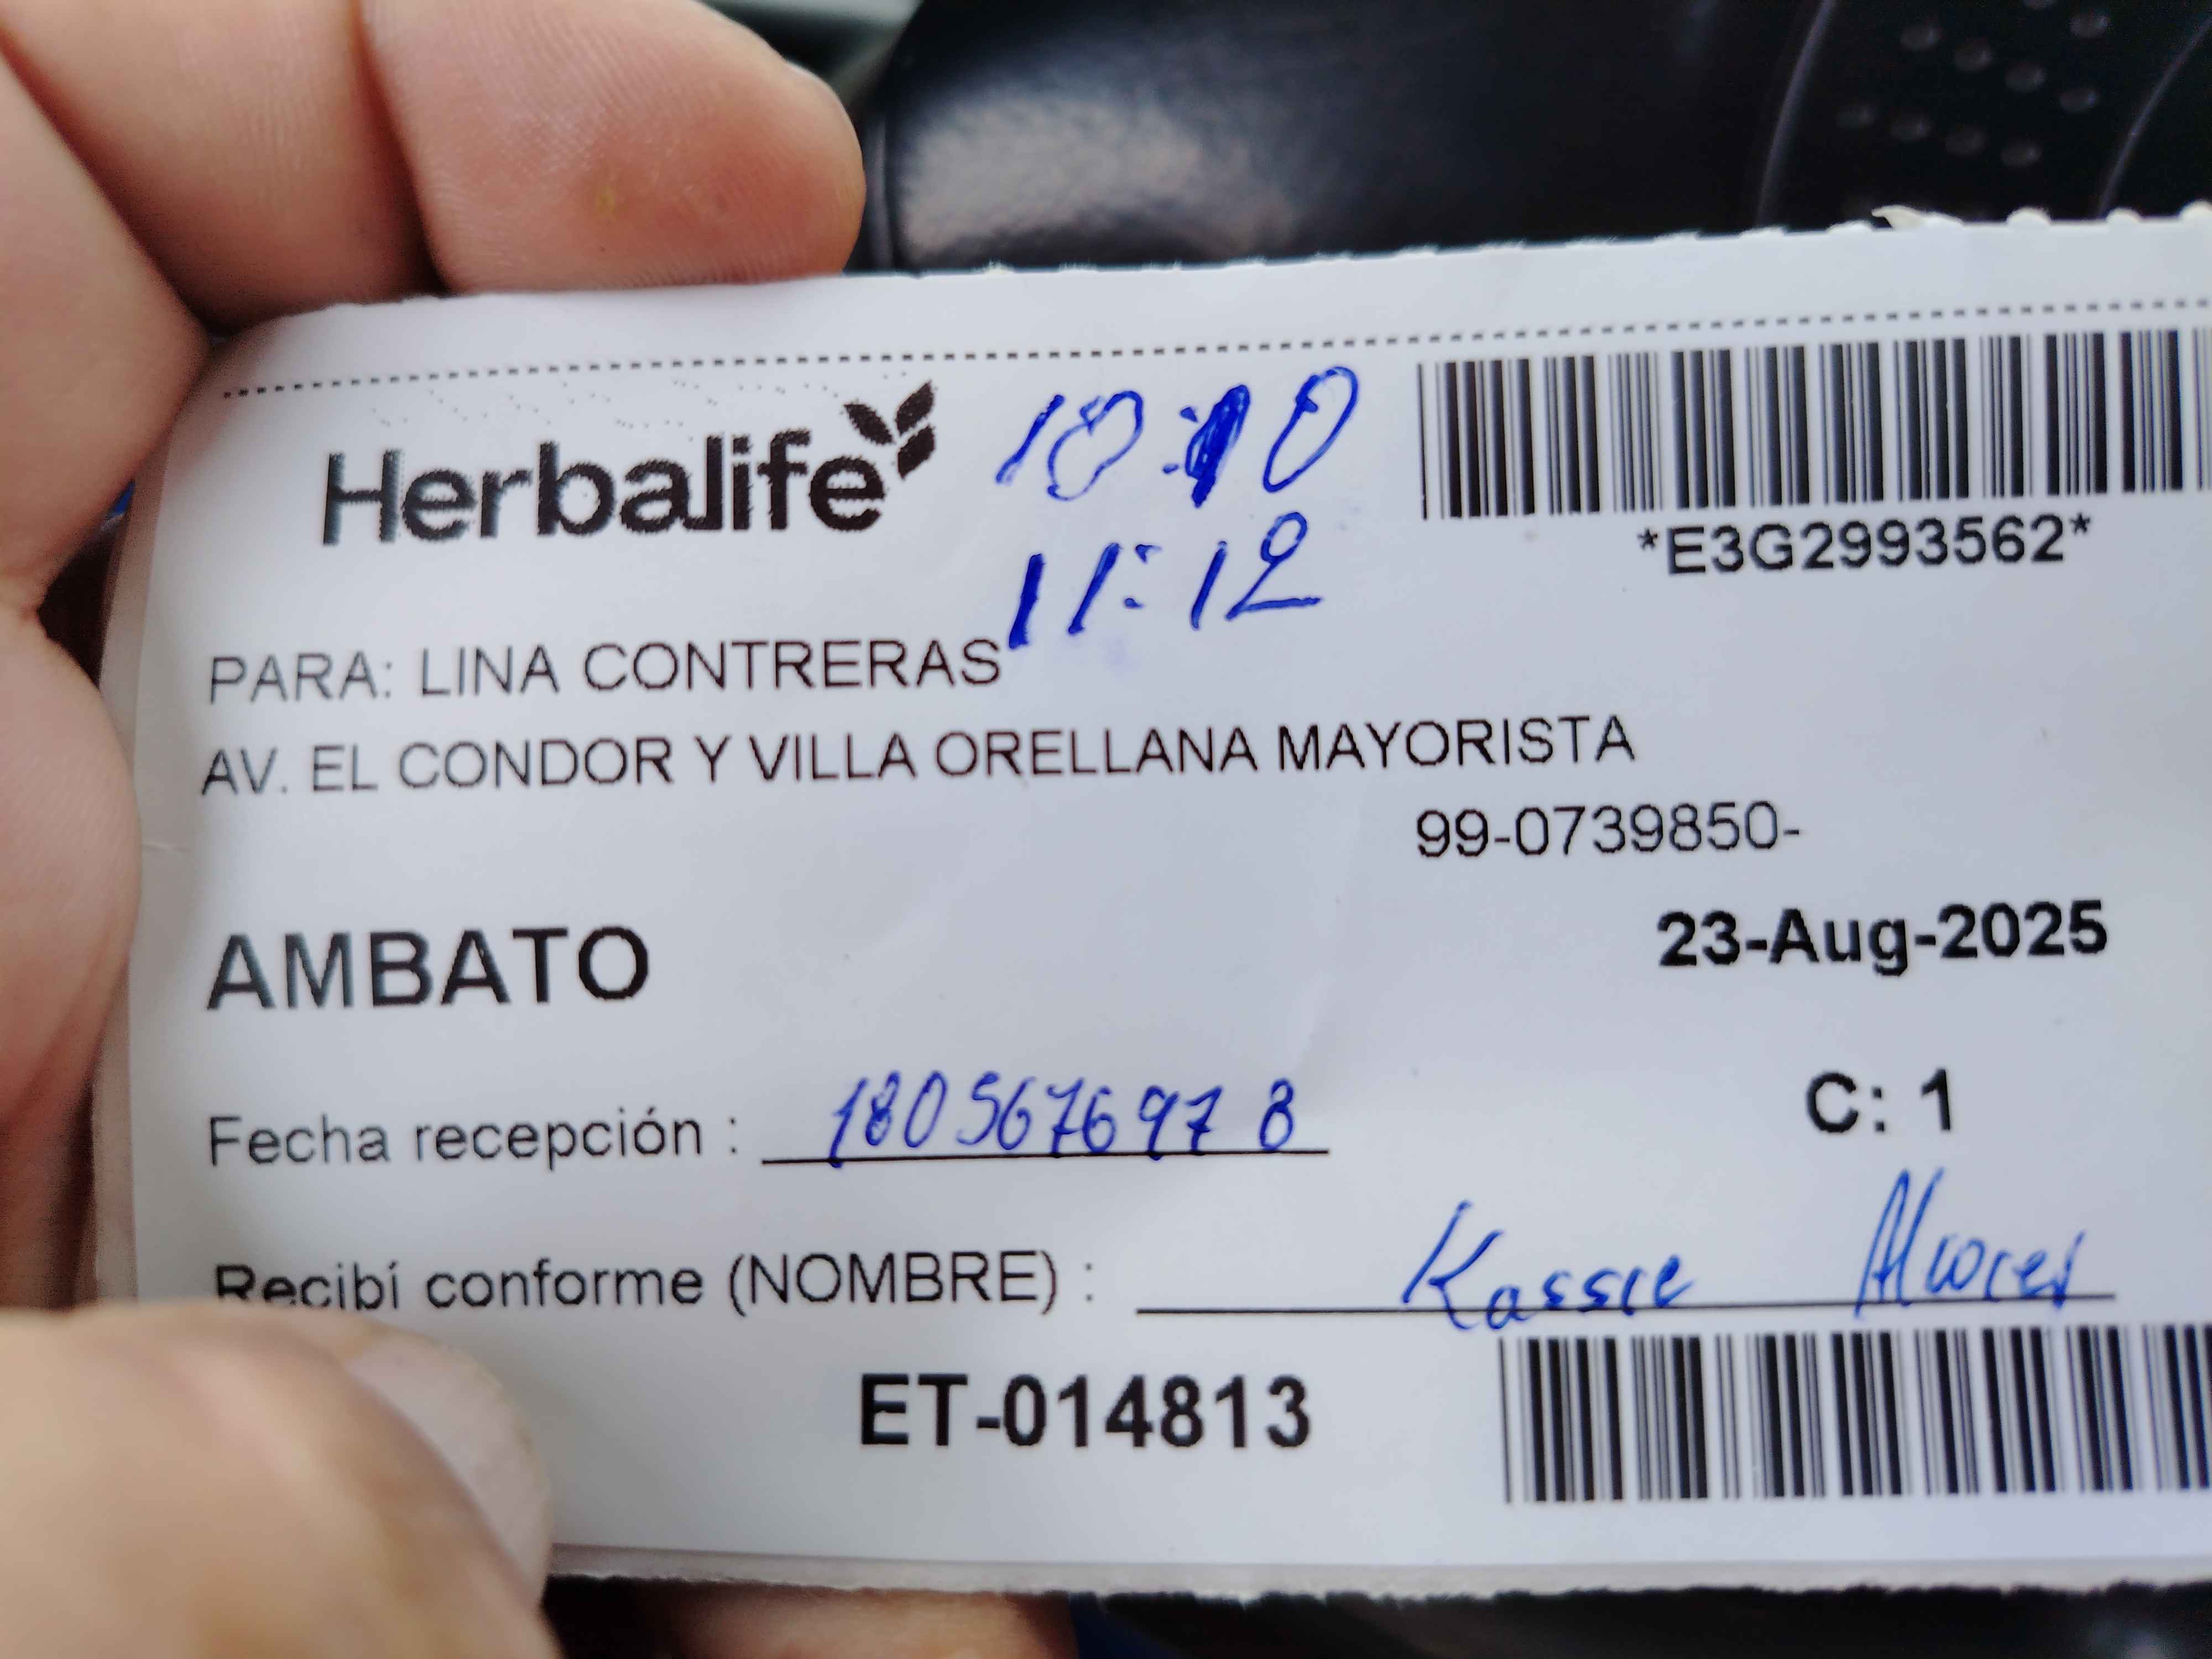 Herbalife
10:10
11:12
*E3G2993562*
PARA: LINA CONTRERAS
AV. EL CONDOR Y VILLA ORELLANA MAYORISTA
99-0739850-
AMBATO
23-Aug-2025
Fecha recepción : 1805676978
C: 1
Recibí conforme (NOMBRE) : Kassie
ET-014813